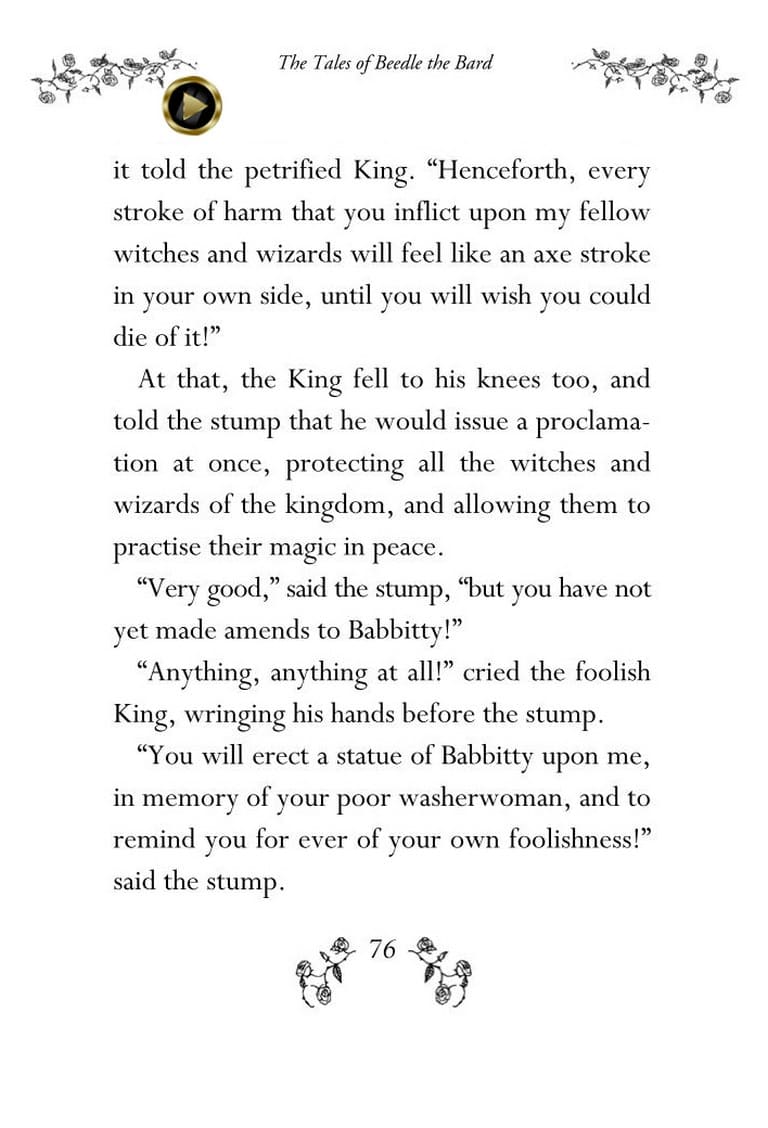 The Tales of Beedle the Bard
it told the petrified King. “Henceforth, every
stroke of harm that you inflict upon my fellow
witches and wizards will feel like an axe stroke
in your own side, until you will wish you could
die of it!”
At that, the King fell to his knees too, and
told the stump that he would issue a proclama-
tion at once, protecting all the witches and
wizards of the kingdom, and allowing them to
practise their magic in peace.
“Very good,” said the stump, “but you have not
yet made amends to Babbitty!”
“Anything, anything at all!” cried the foolish
King, wringing his hands before the stump.
“You will erect a statue of Babbitty upon me,
in memory of your poor washerwoman, and to
remind you for ever of your own foolishness!”
said the stump.
76